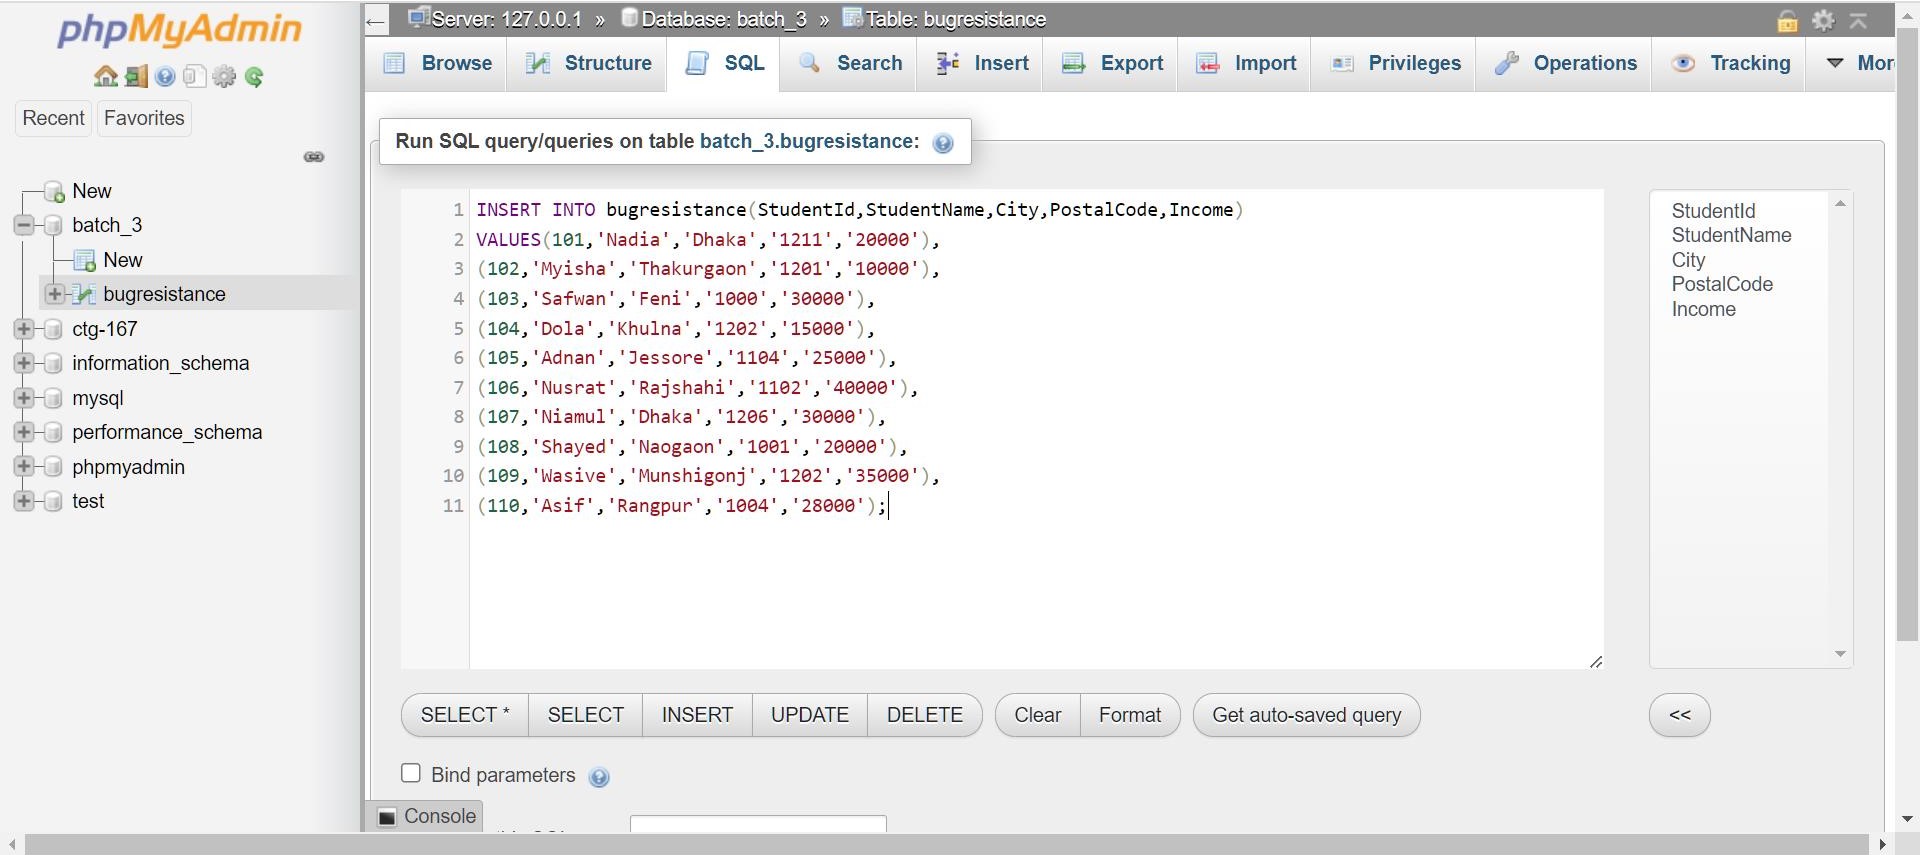 phpMyAdmin
Recent Favorites
New
batch_3
New
bugresistance
ctg-167
information_schema
mysql
performance_schema
phpmyadmin
test
Server: 127.0.0.1 » Database: batch_3 » Table: bugresistance
Browse Structure SQL Search Insert Export Import Privileges Operations Tracking
Run SQL query/queries on table batch_3.bugresistance:
1 INSERT INTO bugresistance(StudentId,StudentName,City,PostalCode,Income)
2 VALUES(101,'Nadia','Dhaka','1211','20000'),
3 (102,'Myisha','Thakurgaon','1201','10000'),
4 (103,'Safwan','Feni','1000','30000'),
5 (104,'Dola','Khulna','1202','15000'),
6 (105,'Adnan','Jessore','1104','25000'),
7 (106,'Nusrat','Rajshahi','1102','40000'),
8 (107,'Niamul','Dhaka','1206','30000'),
9 (108,'Shayed','Naogaon','1001','20000'),
10 (109,'Wasive','Munshigonj','1202','35000'),
11 (110,'Asif','Rangpur','1004','28000');
StudentId
StudentName
City
PostalCode
Income
SELECT * SELECT INSERT UPDATE DELETE Clear Format Get auto-saved query <<
Bind parameters
Console